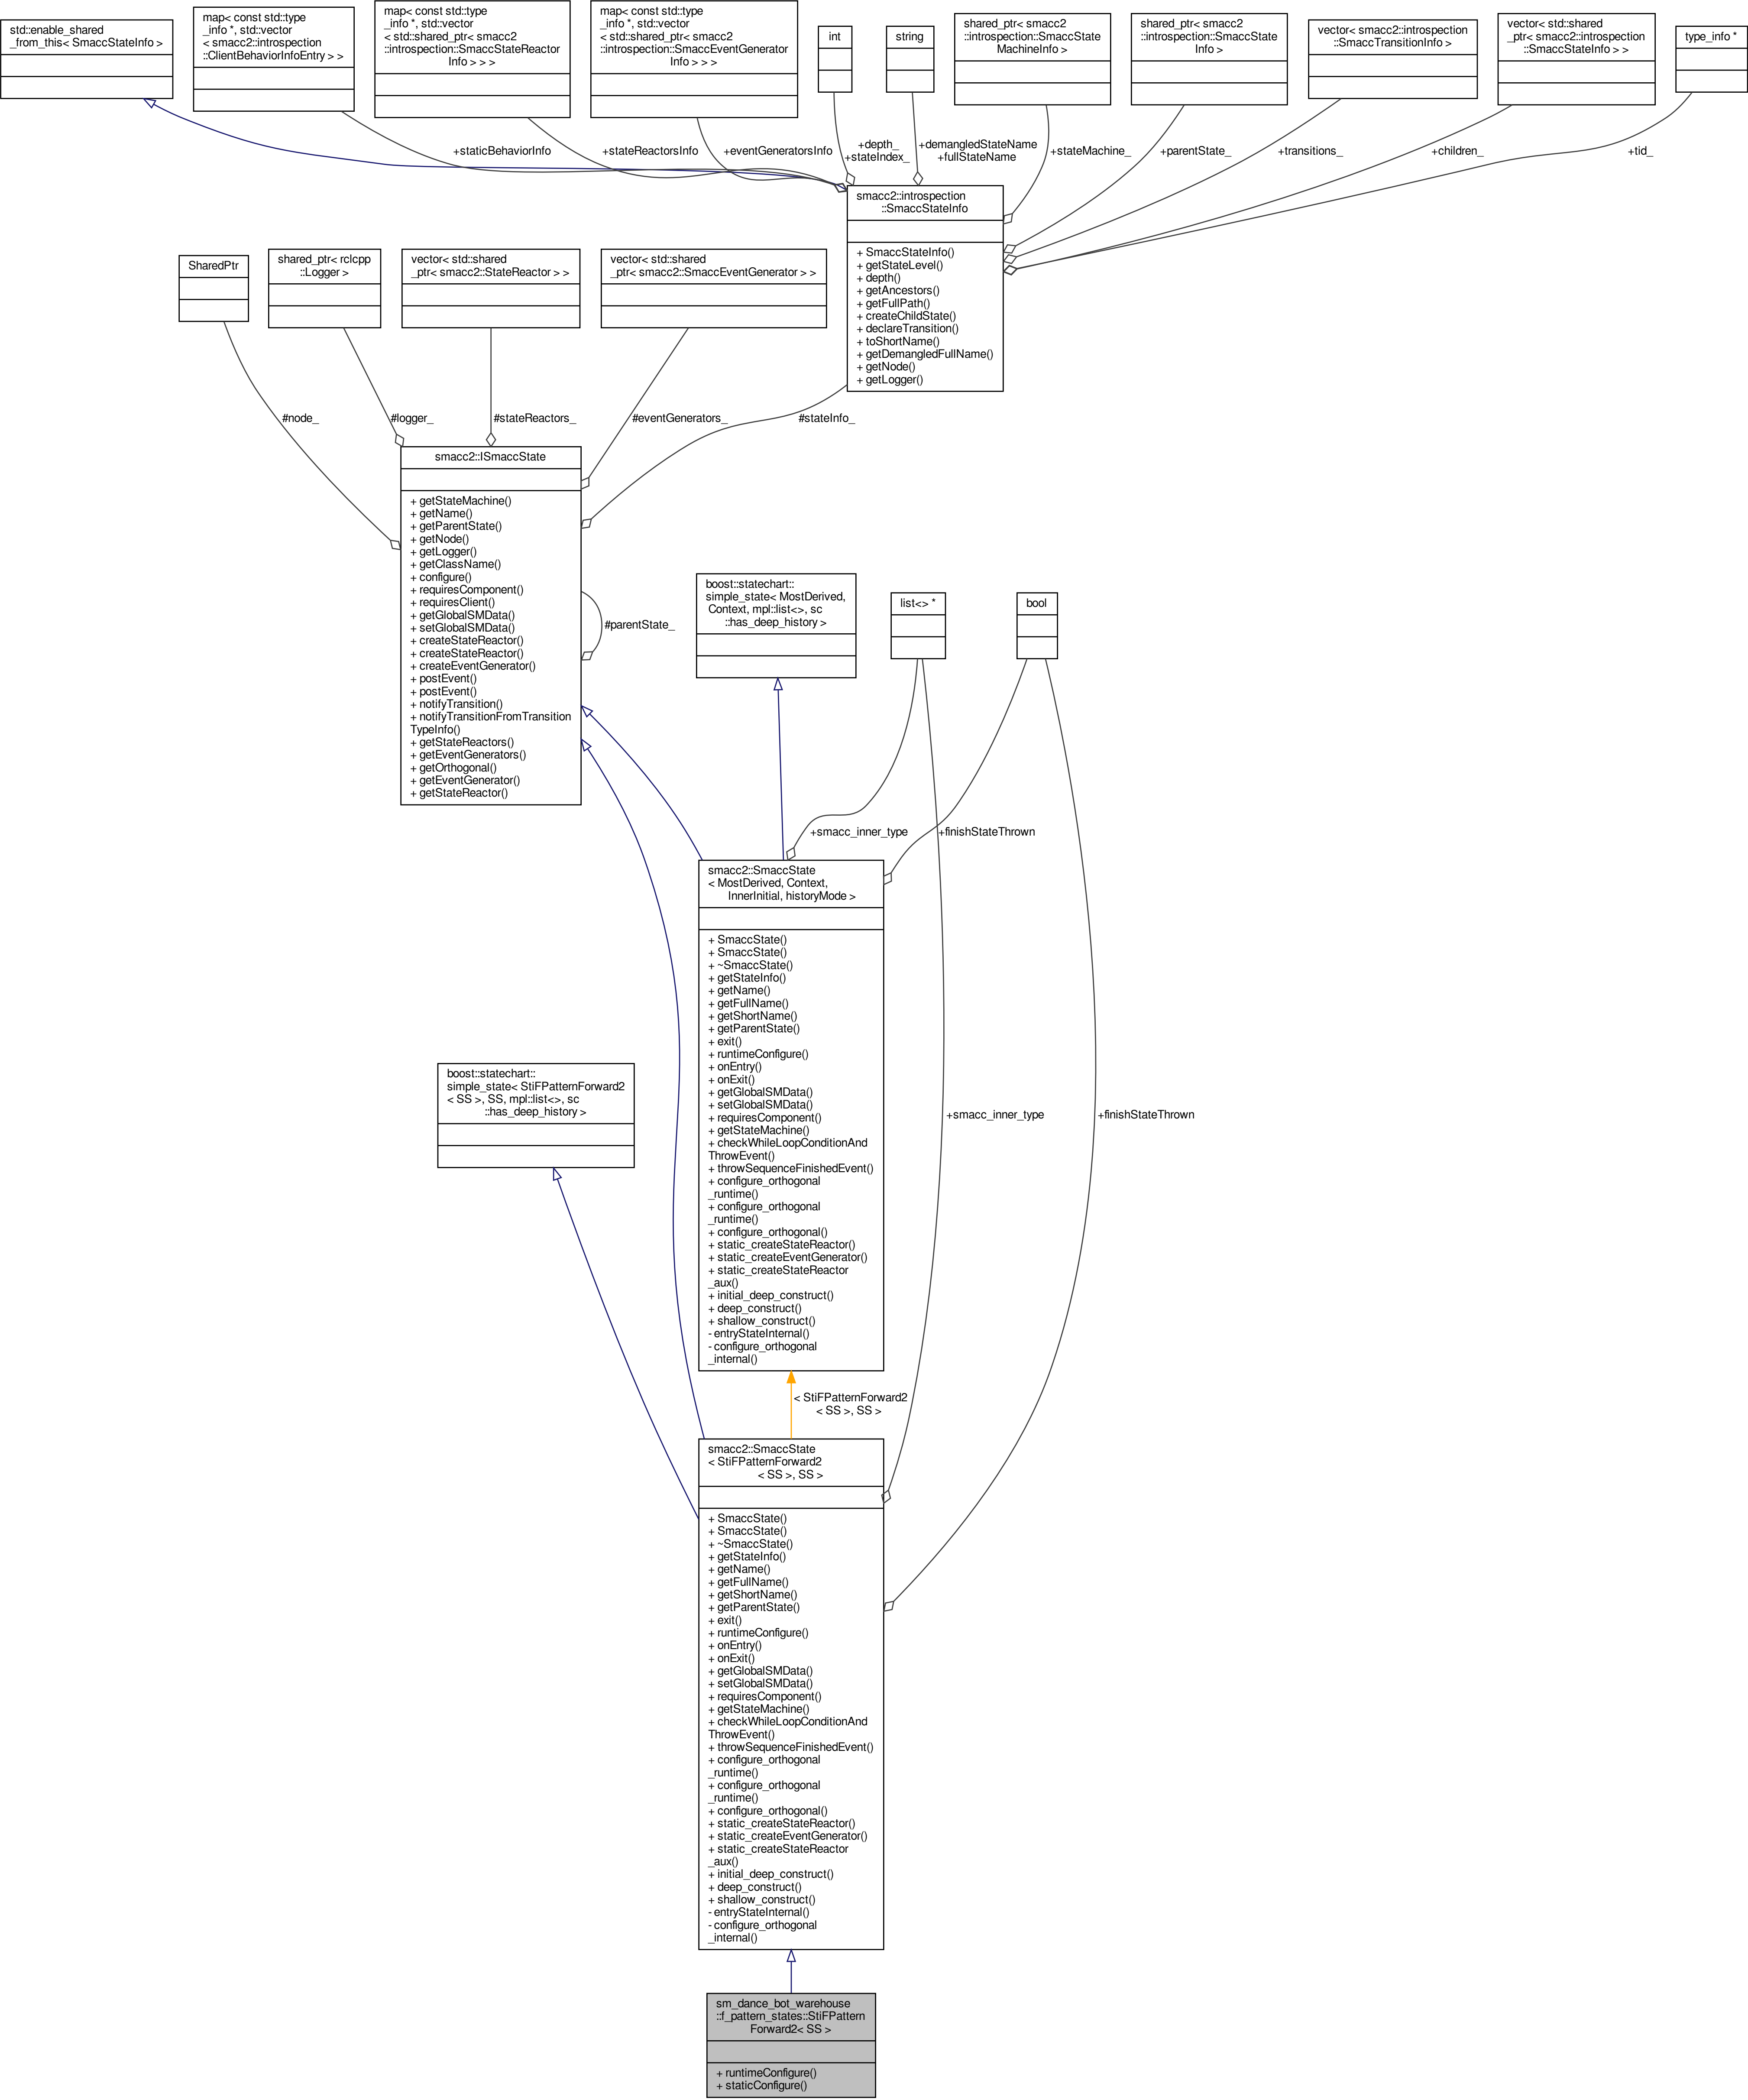 std::enable_shared
_from_this< SmaccStateInfo >
map< const std::type
_info *, std::vector
< smacc2::introspection
::ClientBehaviorInfoEntry > >
map< const std::type
_info *, std::vector
< std::shared_ptr< smacc2
::introspection::SmaccStateReactor
Info > > >
map< const std::type
_info *, std::vector
< std::shared_ptr< smacc2
::introspection::SmaccEventGenerator
Info > > >
int
string
shared_ptr< smacc2
::introspection::SmaccState
MachineInfo >
shared_ptr< smacc2
::introspection::SmaccState
Info >
vector< smacc2::introspection
::SmaccTransitionInfo >
vector< std::shared
_ptr< smacc2::introspection
::SmaccStateInfo > >
type_info *
+staticBehaviorInfo
+stateReactorsInfo
+eventGeneratorsInfo
+depth_
+stateIndex_
+demangledStateName
+fullStateName
+stateMachine_
+parentState_
+transitions_
+children_
+tid_
smacc2::introspection
::SmaccStateInfo
+ SmaccStateInfo()
+ getStateLevel()
+ depth()
+ getAncestors()
+ getFullPath()
+ createChildState()
+ declareTransition()
+ toShortName()
+ getDemangledFullName()
+ getNode()
+ getLogger()
SharedPtr
shared_ptr< rclcpp
::Logger >
vector< std::shared
_ptr< smacc2::StateReactor > >
vector< std::shared
_ptr< smacc2::SmaccEventGenerator > >
#node_
#logger_
#stateReactors_
#eventGenerators_
#stateInfo_
smacc2::ISmaccState
+ getStateMachine()
+ getName()
+ getParentState()
+ getNode()
+ getLogger()
+ getClassName()
+ configure()
+ requiresComponent()
+ requiresClient()
+ getGlobalSMData()
+ setGlobalSMData()
+ createStateReactor()
+ createStateReactor()
+ createEventGenerator()
+ postEvent()
+ postEvent()
+ notifyTransition()
+ notifyTransitionFromTransition
TypeInfo()
+ getStateReactors()
+ getEventGenerators()
+ getOrthogonal()
+ getEventGenerator()
+ getStateReactor()
#parentState_
boost::statechart::
simple_state< MostDerived,
Context, mpl::list<>, sc
::has_deep_history >
list<> *
bool
+smacc_inner_type
+finishStateThrown
smacc2::SmaccState
< MostDerived, Context,
InnerInitial, historyMode >
+ SmaccState()
+ SmaccState()
+ ~SmaccState()
+ getStateInfo()
+ getName()
+ getFullName()
+ getShortName()
+ getParentState()
+ exit()
+ runtimeConfigure()
+ onEntry()
+ onExit()
+ getGlobalSMData()
+ setGlobalSMData()
+ requiresComponent()
+ getStateMachine()
+ checkWhileLoopConditionAnd
ThrowEvent()
+ throwSequenceFinishedEvent()
+ configure_orthogonal
_runtime()
+ configure_orthogonal
_runtime()
+ configure_orthogonal()
+ static_createStateReactor()
+ static_createEventGenerator()
+ static_createStateReactor
_aux()
+ initial_deep_construct()
+ deep_construct()
+ shallow_construct()
- entryStateInternal()
- configure_orthogonal
_internal()
boost::statechart::
simple_state< StiFPatternForward2
< SS >, SS, mpl::list<>, sc
::has_deep_history >
+smacc_inner_type
+finishStateThrown
< StiFPatternForward2
< SS >, SS >
smacc2::SmaccState
< StiFPatternForward2
< SS >, SS >
+ SmaccState()
+ SmaccState()
+ ~SmaccState()
+ getStateInfo()
+ getName()
+ getFullName()
+ getShortName()
+ getParentState()
+ exit()
+ runtimeConfigure()
+ onEntry()
+ onExit()
+ getGlobalSMData()
+ setGlobalSMData()
+ requiresComponent()
+ getStateMachine()
+ checkWhileLoopConditionAnd
ThrowEvent()
+ throwSequenceFinishedEvent()
+ configure_orthogonal
_runtime()
+ configure_orthogonal
_runtime()
+ configure_orthogonal()
+ static_createStateReactor()
+ static_createEventGenerator()
+ static_createStateReactor
_aux()
+ initial_deep_construct()
+ deep_construct()
+ shallow_construct()
- entryStateInternal()
- configure_orthogonal
_internal()
sm_dance_bot_warehouse
::f_pattern_states::StiFPattern
Forward2< SS >
+ runtimeConfigure()
+ staticConfigure()